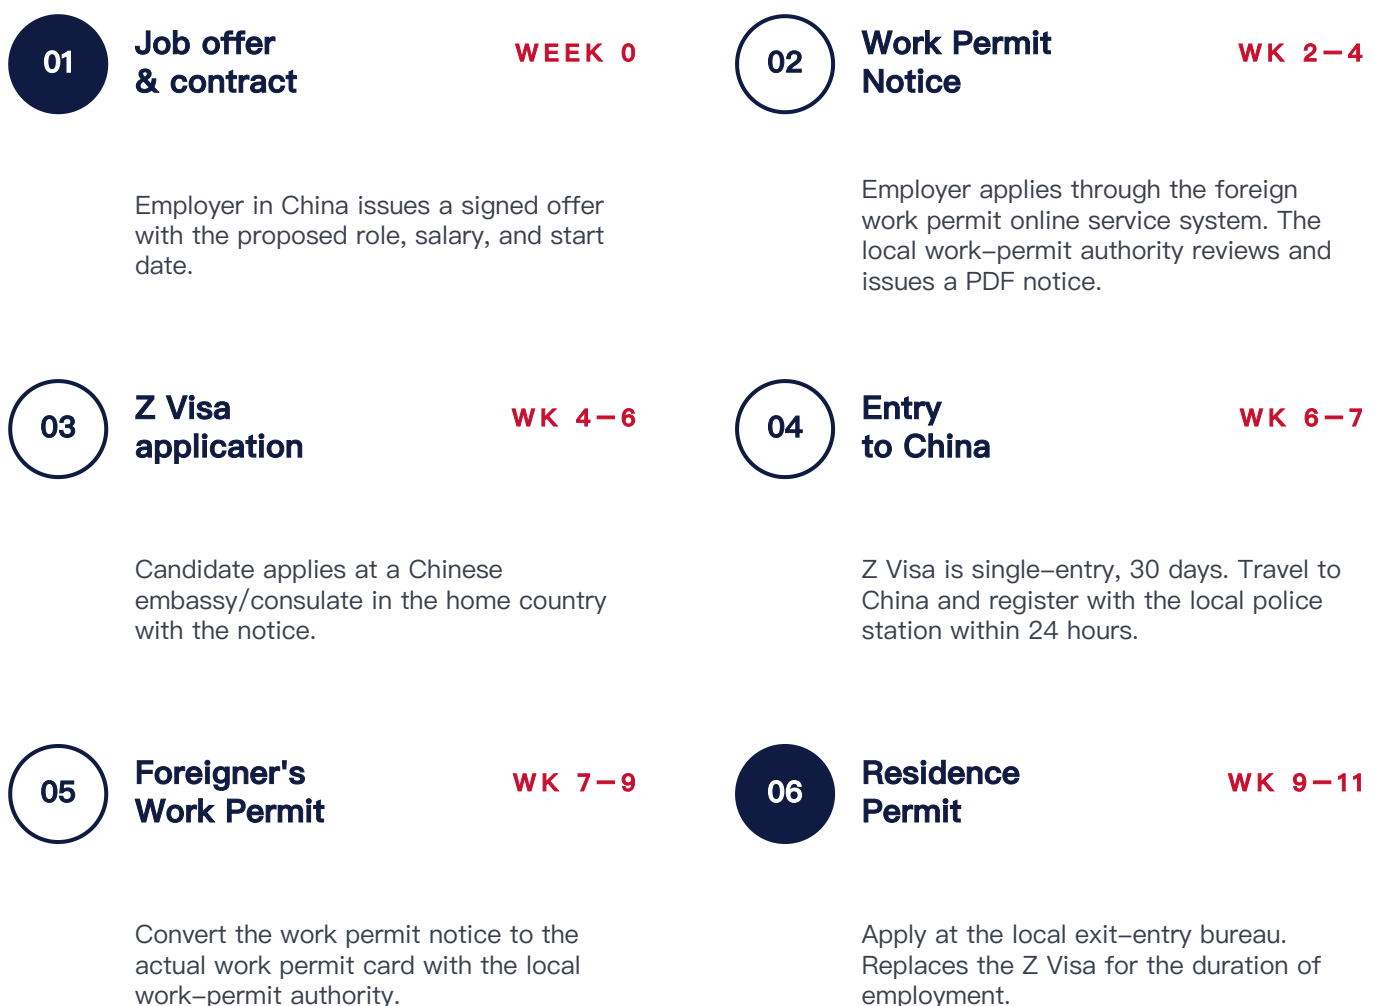 01
Job offer
& contract
WEEK 0
Employer in China issues a signed offer
with the proposed role, salary, and start
date.
02
Work Permit
Notice
WK 2–4
Employer applies through the foreign
work permit online service system. The
local work–permit authority reviews and
issues a PDF notice.
03
Z Visa
application
WK 4–6
Candidate applies at a Chinese
embassy/consulate in the home country
with the notice.
04
Entry
to China
WK 6–7
Z Visa is single–entry, 30 days. Travel to
China and register with the local police
station within 24 hours.
05
Foreigner's
Work Permit
WK 7–9
Convert the work permit notice to the
actual work permit card with the local
work–permit authority.
06
Residence
Permit
WK 9–11
Apply at the local exit–entry bureau.
Replaces the Z Visa for the duration of
employment.